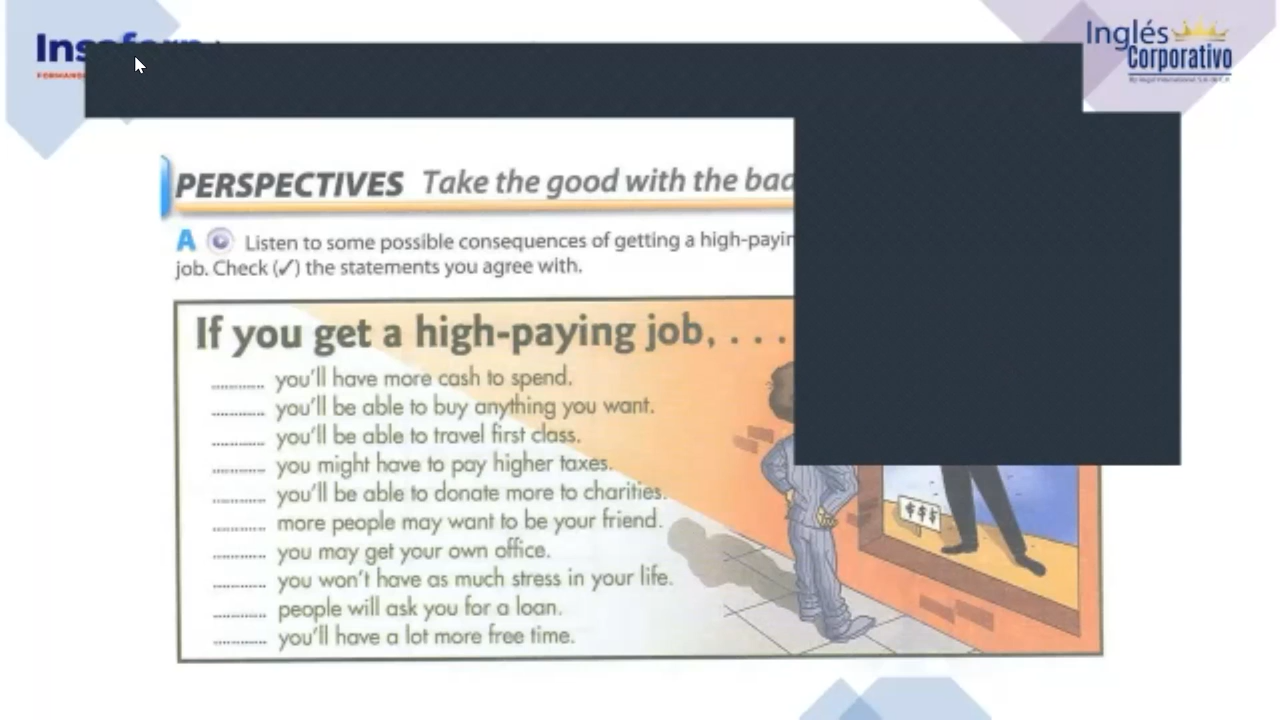 Inglés
Corporativo
PERSPECTIVES Take the good with the bad
A Listen to some possible consequences of getting a
job. Check (✓) the statements you agree with.
If you get a high-paying job, . . . .
............ you'll have more cash to spend.
............ you'll be able to buy anything you want.
............ you'll be able to travel first class.
............ you might have to pay higher taxes.
............ you'll be able to donate more to charities.
............ more people may want to be your friend.
............ you may get your own office.
............ you won't have as much stress in your life.
............ people will ask you for a loan.
............ you'll have a lot more free time.
$$$